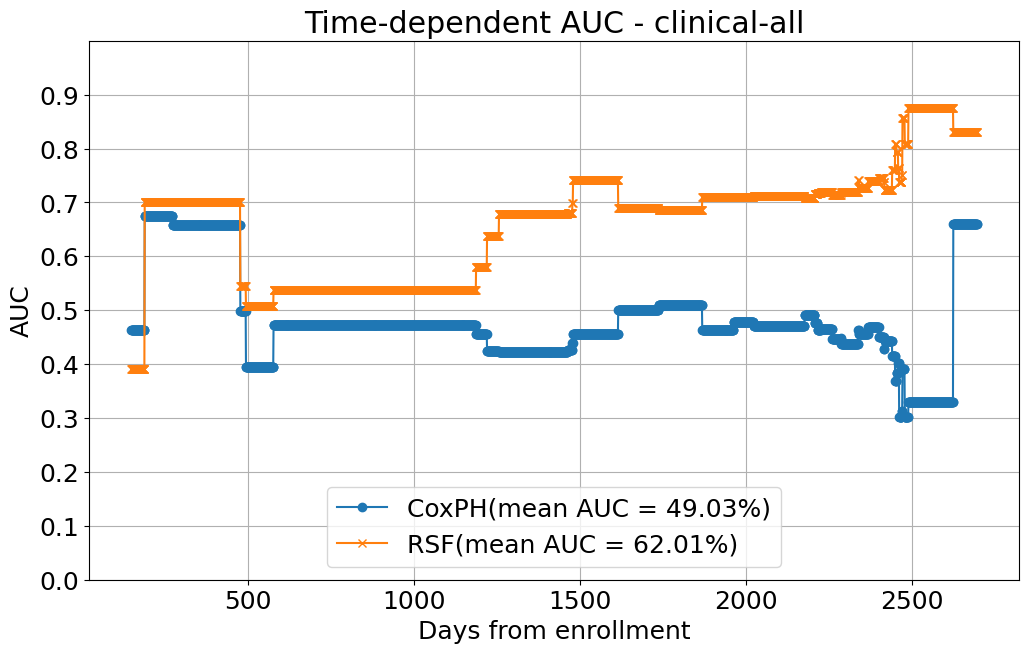 Time-dependent AUC - clinical-all
AUC
0.9
0.8
0.7
0.6
0.5
0.4
0.3
0.2
0.1
0.0
CoxPH(mean AUC = 49.03%)
RSF(mean AUC = 62.01%)
500 1000 1500 2000 2500
Days from enrollment